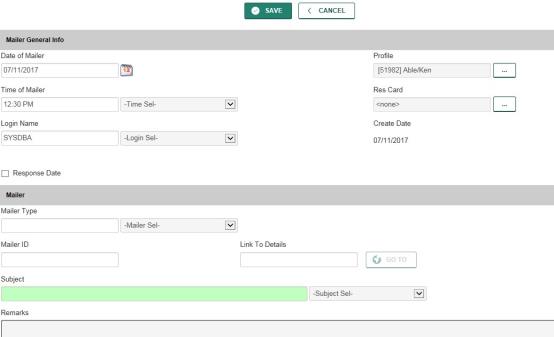 SAVE < CANCEL
Mailer General Info
Date of Mailer Profile
07/11/2017 [51982] Able/Ken ...
Time of Mailer Res Card
12:30 PM -Time Sel- <none> ...
Login Name Create Date
SYSDBA -Login Sel- 07/11/2017
Response Date
Mailer
Mailer Type
-Mailer Sel-
Mailer ID Link To Details
GO TO
Subject
-Subject Sel-
Remarks